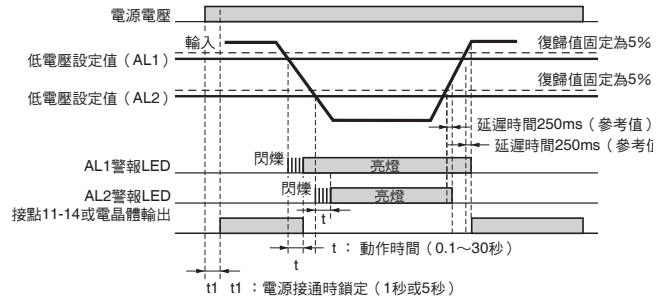 電源電壓
輸入
復歸值固定為5%
低電壓設定值（AL1）
復歸值固定為5%
低電壓設定值（AL2）
延遲時間250ms（參考值）
延遲時間250ms（參考值
AL1警報LED
閃爍
亮燈
AL2警報LED
閃爍
亮燈
t
接點11-14或電晶體輸出
t ：動作時間（0.1～30秒）
t
t1 t1：電源接通時鎖定（1秒或5秒）